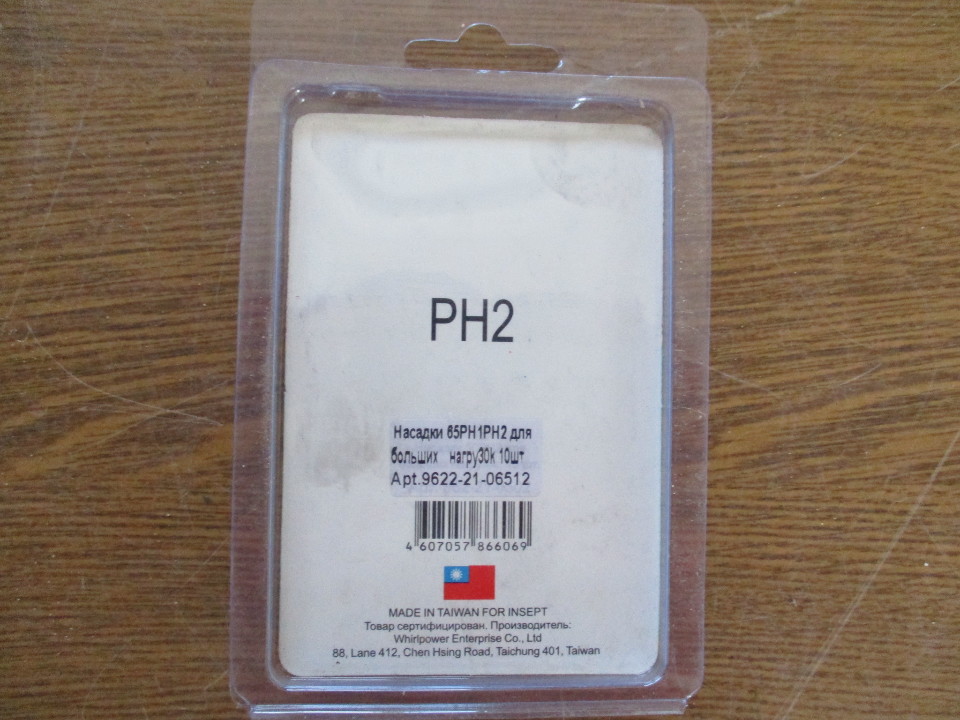 PH2
Насадки 65PH1PH2 для
больших нагру30k 10шт
Арт.9622-21-06512
4 607057 866069
MADE IN TAIWAN FOR INSEPT
Товар сертифицирован. Производитель:
Whirlpower Enterprise Co., Ltd
88, Lane 412, Chen Hsing Road, Taichung 401, Taiwan